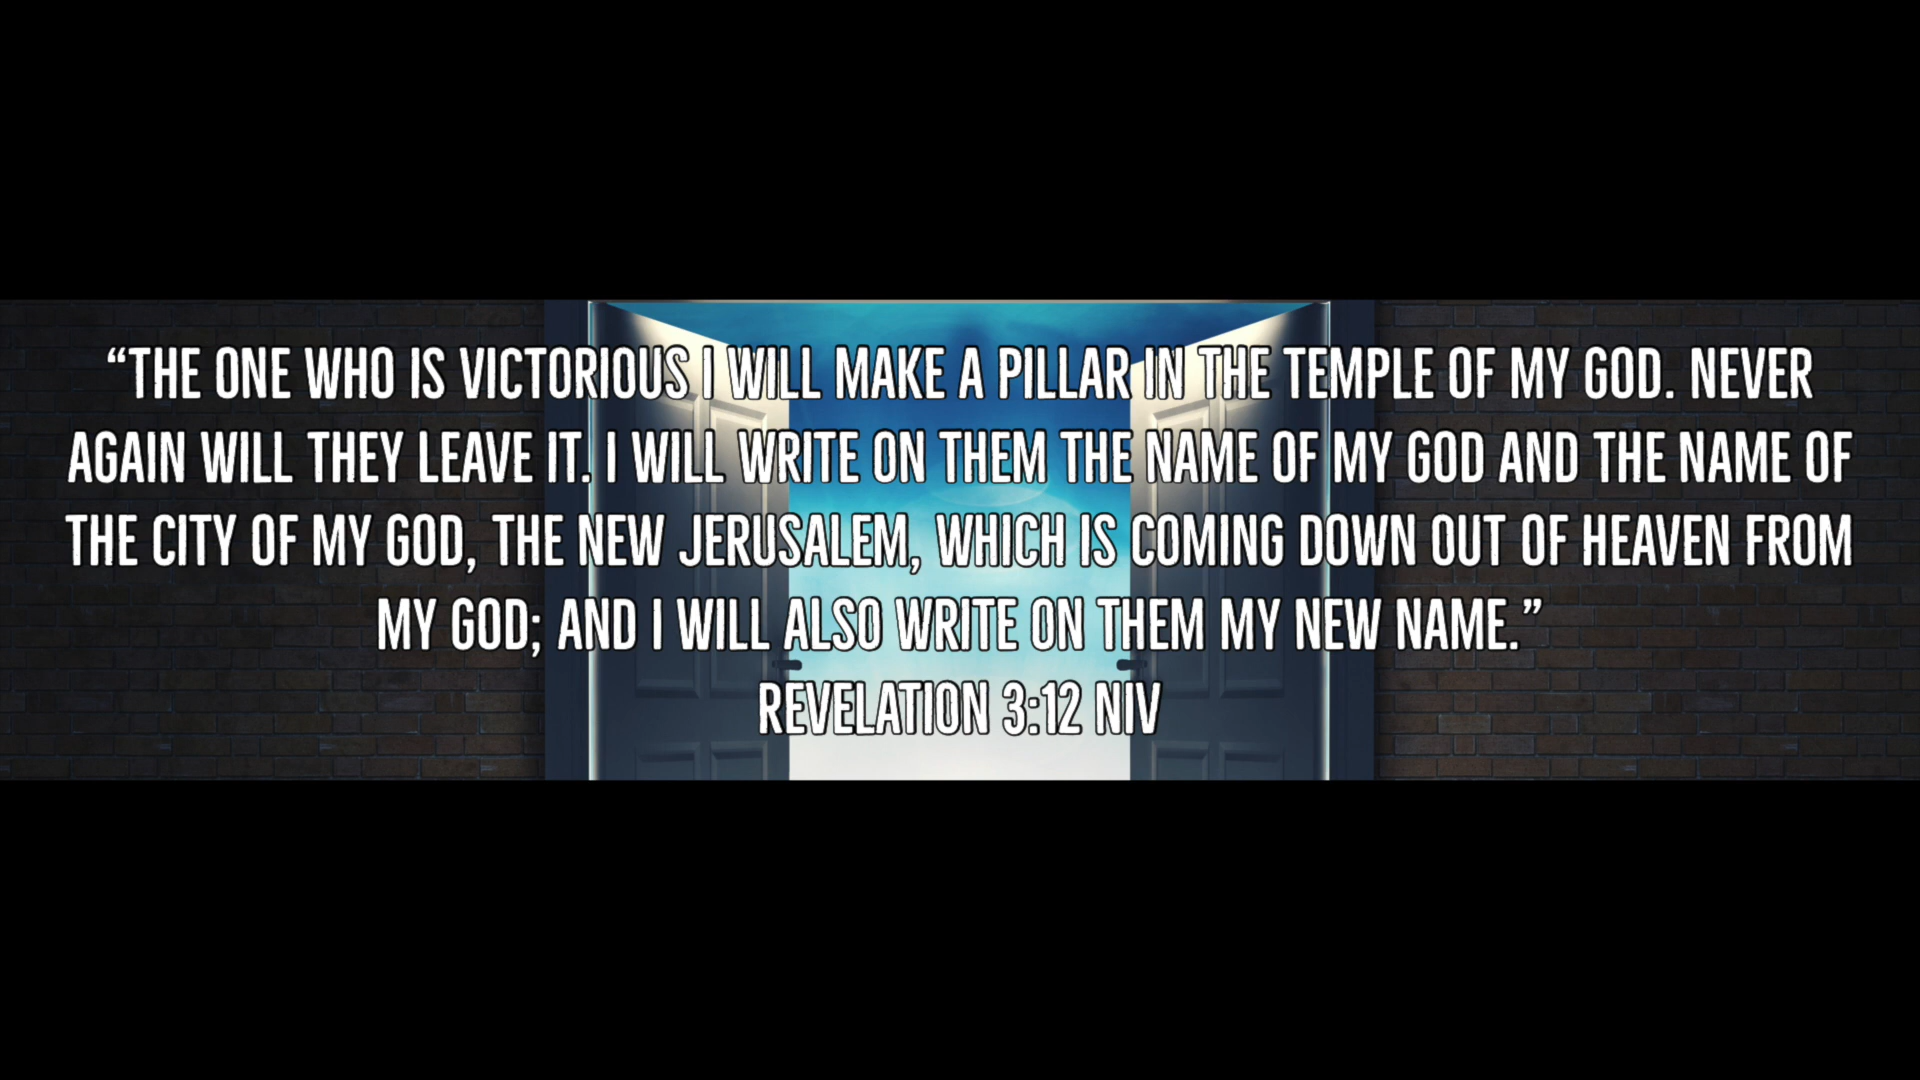 “THE ONE WHO IS VICTORIOUS I WILL MAKE A PILLAR IN THE TEMPLE OF MY GOD. NEVER
AGAIN WILL THEY LEAVE IT. I WILL WRITE ON THEM THE NAME OF MY GOD AND THE NAME OF
THE CITY OF MY GOD, THE NEW JERUSALEM, WHICH IS COMING DOWN OUT OF HEAVEN FROM
MY GOD; AND I WILL ALSO WRITE ON THEM MY NEW NAME.”
REVELATION 3:12 NIV